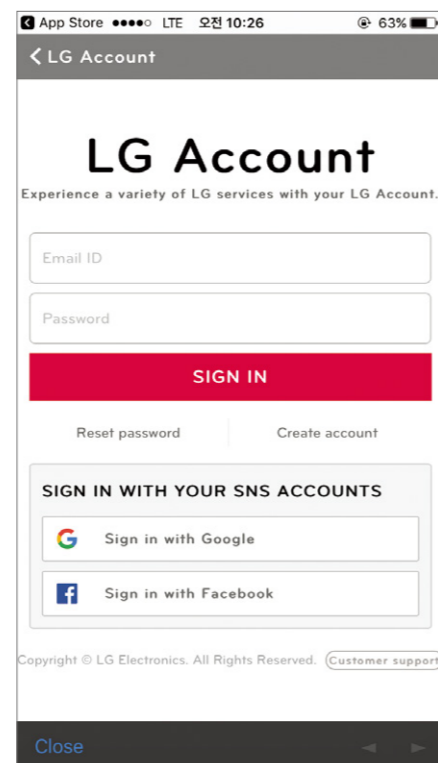 App Store LTE 오전 10:26 63%
LG Account
LG Account
Experience a variety of LG services with your LG Account.
Email ID
Password
SIGN IN
Reset password Create account
SIGN IN WITH YOUR SNS ACCOUNTS
G Sign in with Google
f Sign in with Facebook
Copyright © LG Electronics. All Rights Reserved. Customer support
Close